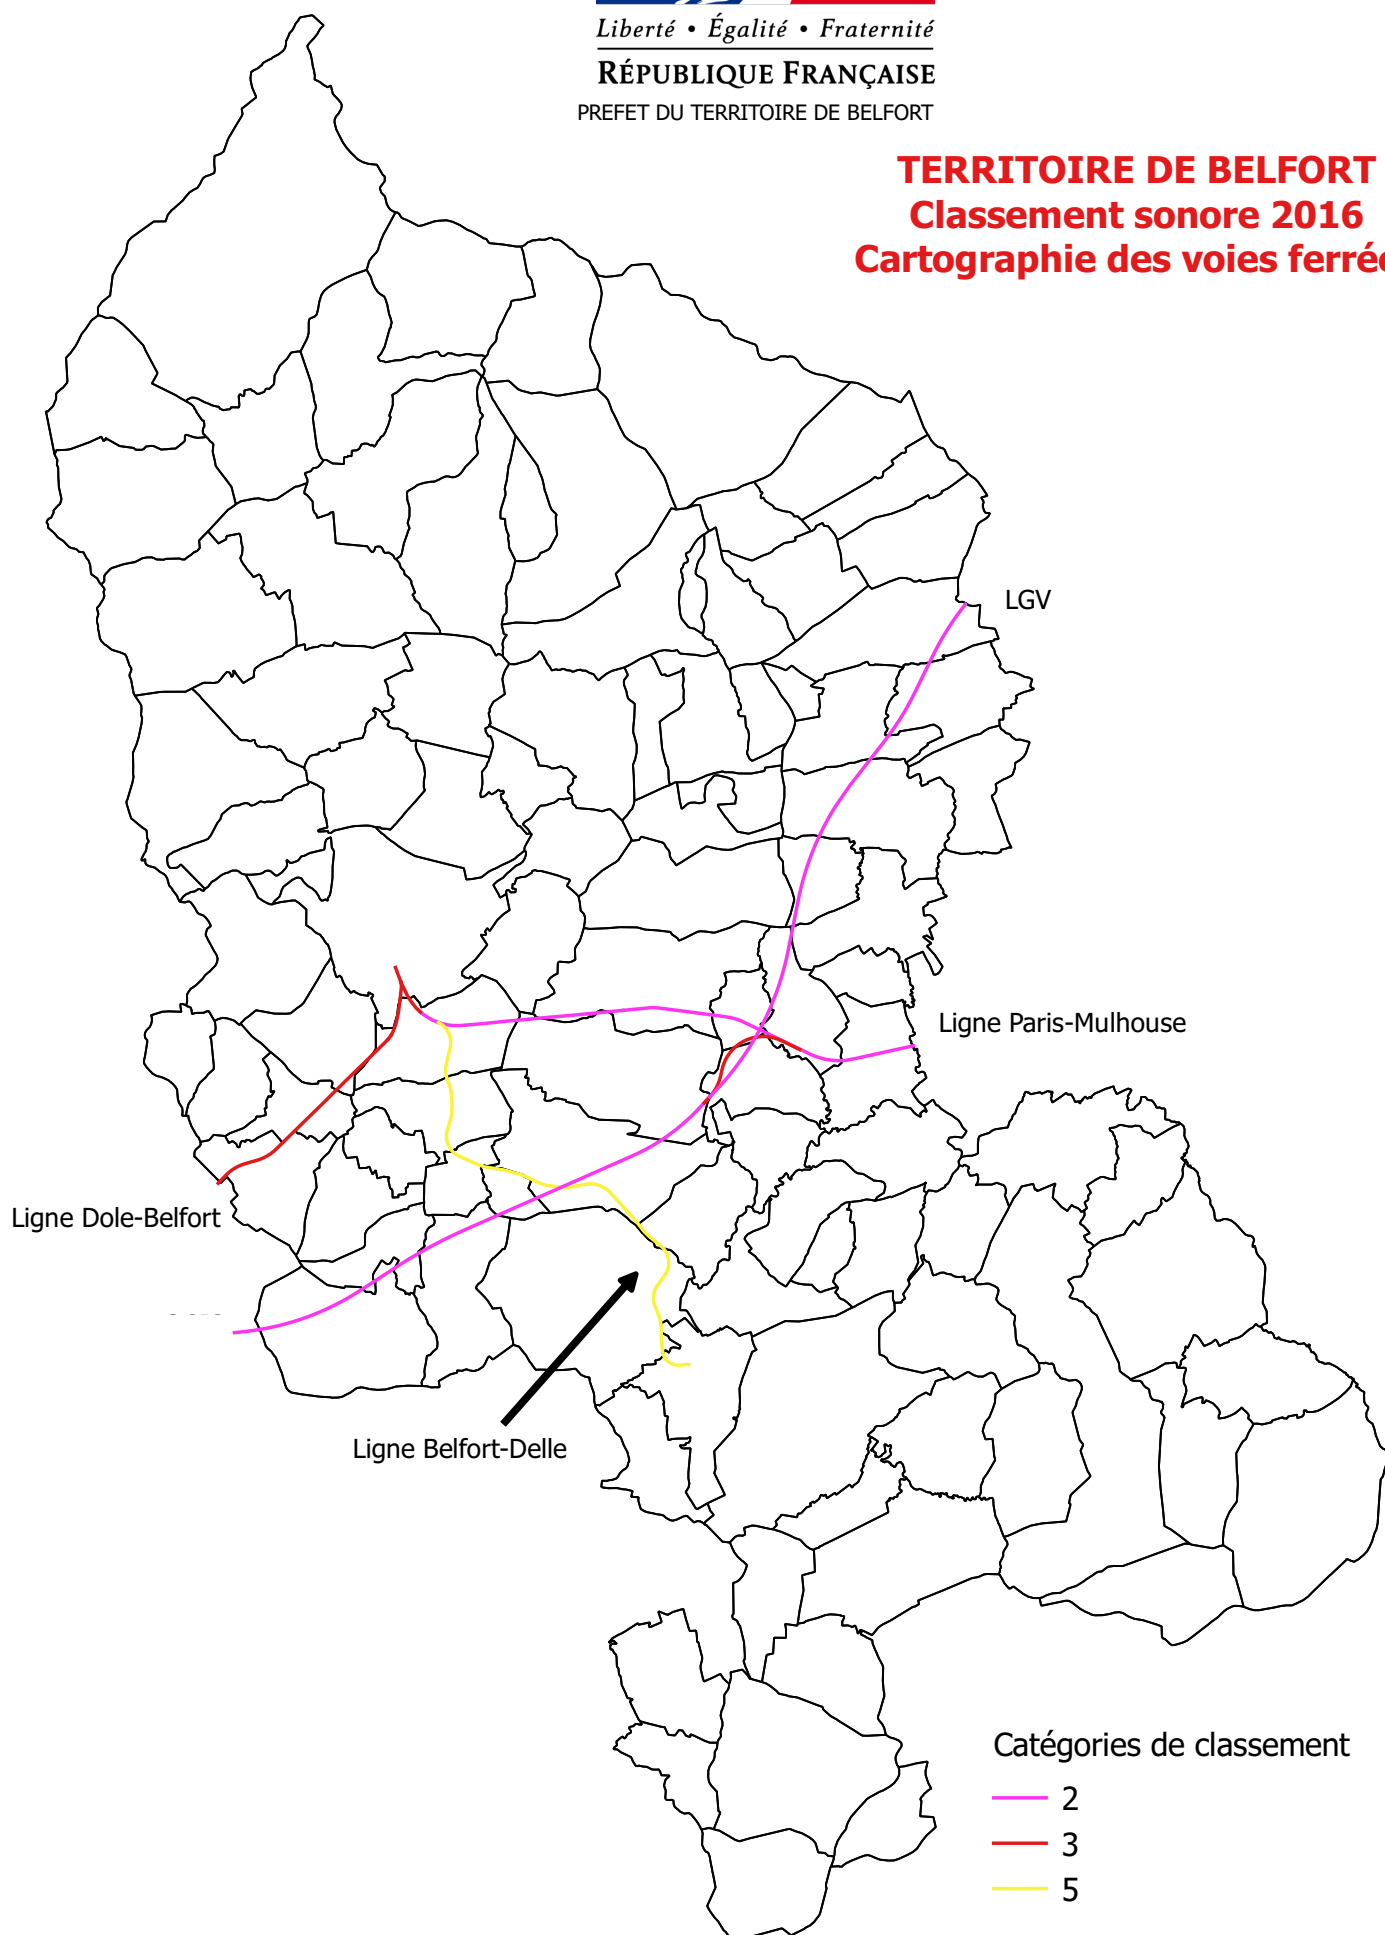 Liberté • Égalité • Fraternité
RÉPUBLIQUE FRANÇAISE
PREFET DU TERRITOIRE DE BELFORT
TERRITOIRE DE BELFORT
Classement sonore 2016
Cartographie des voies
LGV
Ligne Paris-Mulhouse
Ligne Dole-Belfort
Ligne Belfort-Delle
Catégories de classement
2
3
5